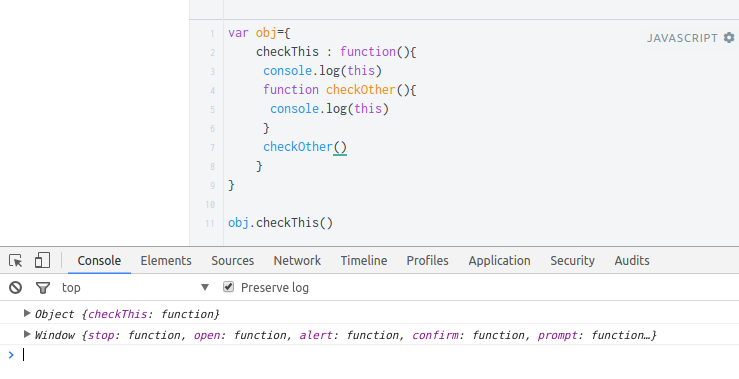 JAVASCRIPT
1 var obj={
2 checkThis : function(){
3 console.log(this)
4 function checkOther(){
5 console.log(this)
6 }
7 checkOther()
8 }
9 }
10
11 obj.checkThis()
Console Elements Sources Network Timeline Profiles Application Security Audits
top Preserve log
Object {checkThis: function}
Window {stop: function, open: function, alert: function, confirm: function, prompt: function…}
>